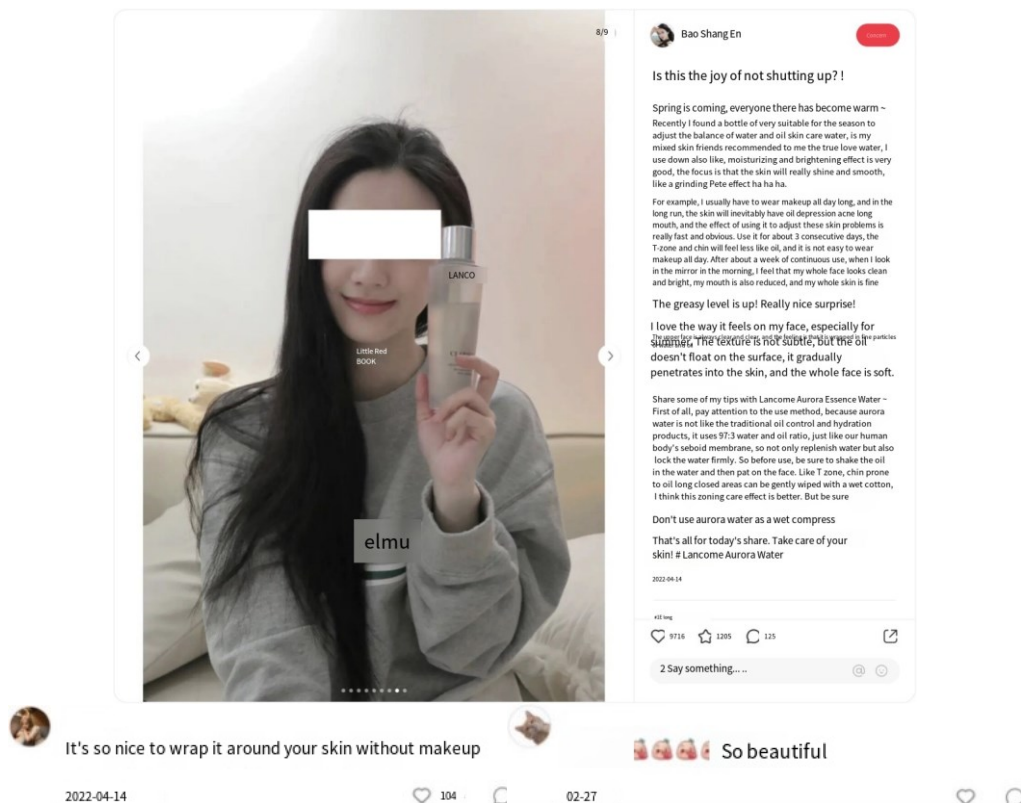 8/9
Bao Shang En
Is this the joy of not shutting up? !
Spring is coming, everyone there has become warm ~
Recently I found a bottle of very suitable for the season to
adjust the balance of water and oil skin care water, is my
mixed skin friends recommended to me the true love water, I
use down also like, moisturizing and brightening effect is very
good, the focus is that the skin will really shine and smooth,
like a grinding Pete effect ha ha ha.
For example, I usually have to wear makeup all day long, and in the
long run, the skin will inevitably have oil depression acne long
mouth, and the effect of using it to adjust these skin problems is
really fast and obvious. Use it for about 3 consecutive days, the
T-zone and chin will feel less like oil, and it is not easy to wear
makeup all day. After about a week of continuous use, when I look
in the mirror in the morning, I feel that my whole face looks clean
and bright, my mouth is also reduced, and my whole skin is fine
The greasy level is up! Really nice surprise!
I love the way it feels on my face, especially for
summer. The texture is not subtle, but the oil
doesn't float on the surface, it gradually
penetrates into the skin, and the whole face is soft.
Share some of my tips with Lancome Aurora Essence Water ~
First of all, pay attention to the use method, because aurora
water is not like the traditional oil control and hydration
products, it uses 97:3 water and oil ratio, just like our human
body's seboid membrane, so not only replenish water but also
lock the water firmly. So before use, be sure to shake the oil
in the water and then pat on the face. Like T zone, chin prone
to oil long closed areas can be gently wiped with a wet cotton,
I think this zoning care effect is better. But be sure
Don't use aurora water as a wet compress
That's all for today's share. Take care of your
skin! # Lancome Aurora Water
2022-04-14
9716 1205 125
2 Say something... ..
LANCO
Little Red
BOOK
elmu
It's so nice to wrap it around your skin without makeup
2022-04-14
104
So beautiful
02-27